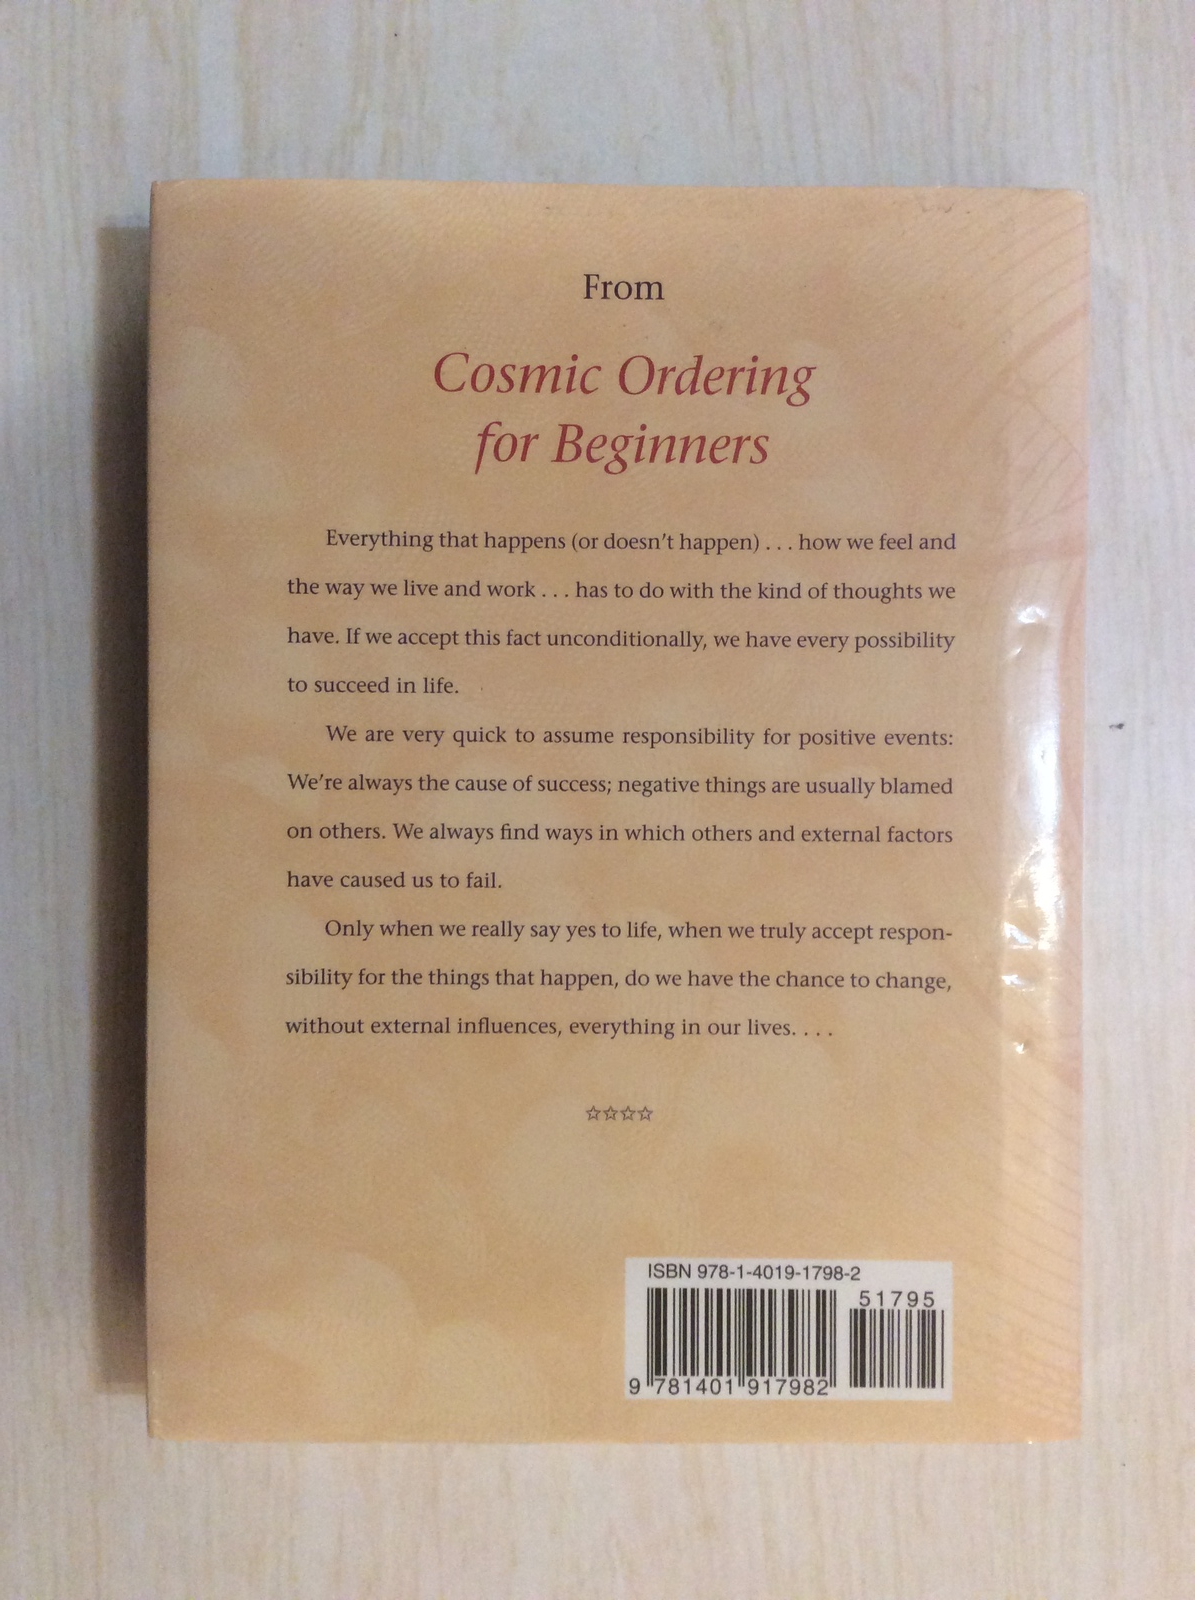 From
Cosmic Ordering
for Beginners
Everything that happens (or doesn't happen) . . . how we feel and
the way we live and work . . . has to do with the kind of thoughts we
have. If we accept this fact unconditionally, we have every possibility
to succeed in life.
We are very quick to assume responsibility for positive events:
We're always the cause of success; negative things are usually blamed
on others. We always find ways in which others and external factors
have caused us to fail.
Only when we really say yes to life, when we truly accept respon-
sibility for the things that happen, do we have the chance to change,
without external influences, everything in our lives. . . .
☆☆☆☆
ISBN 978-1-4019-1798-2
51795
9 781401 917982